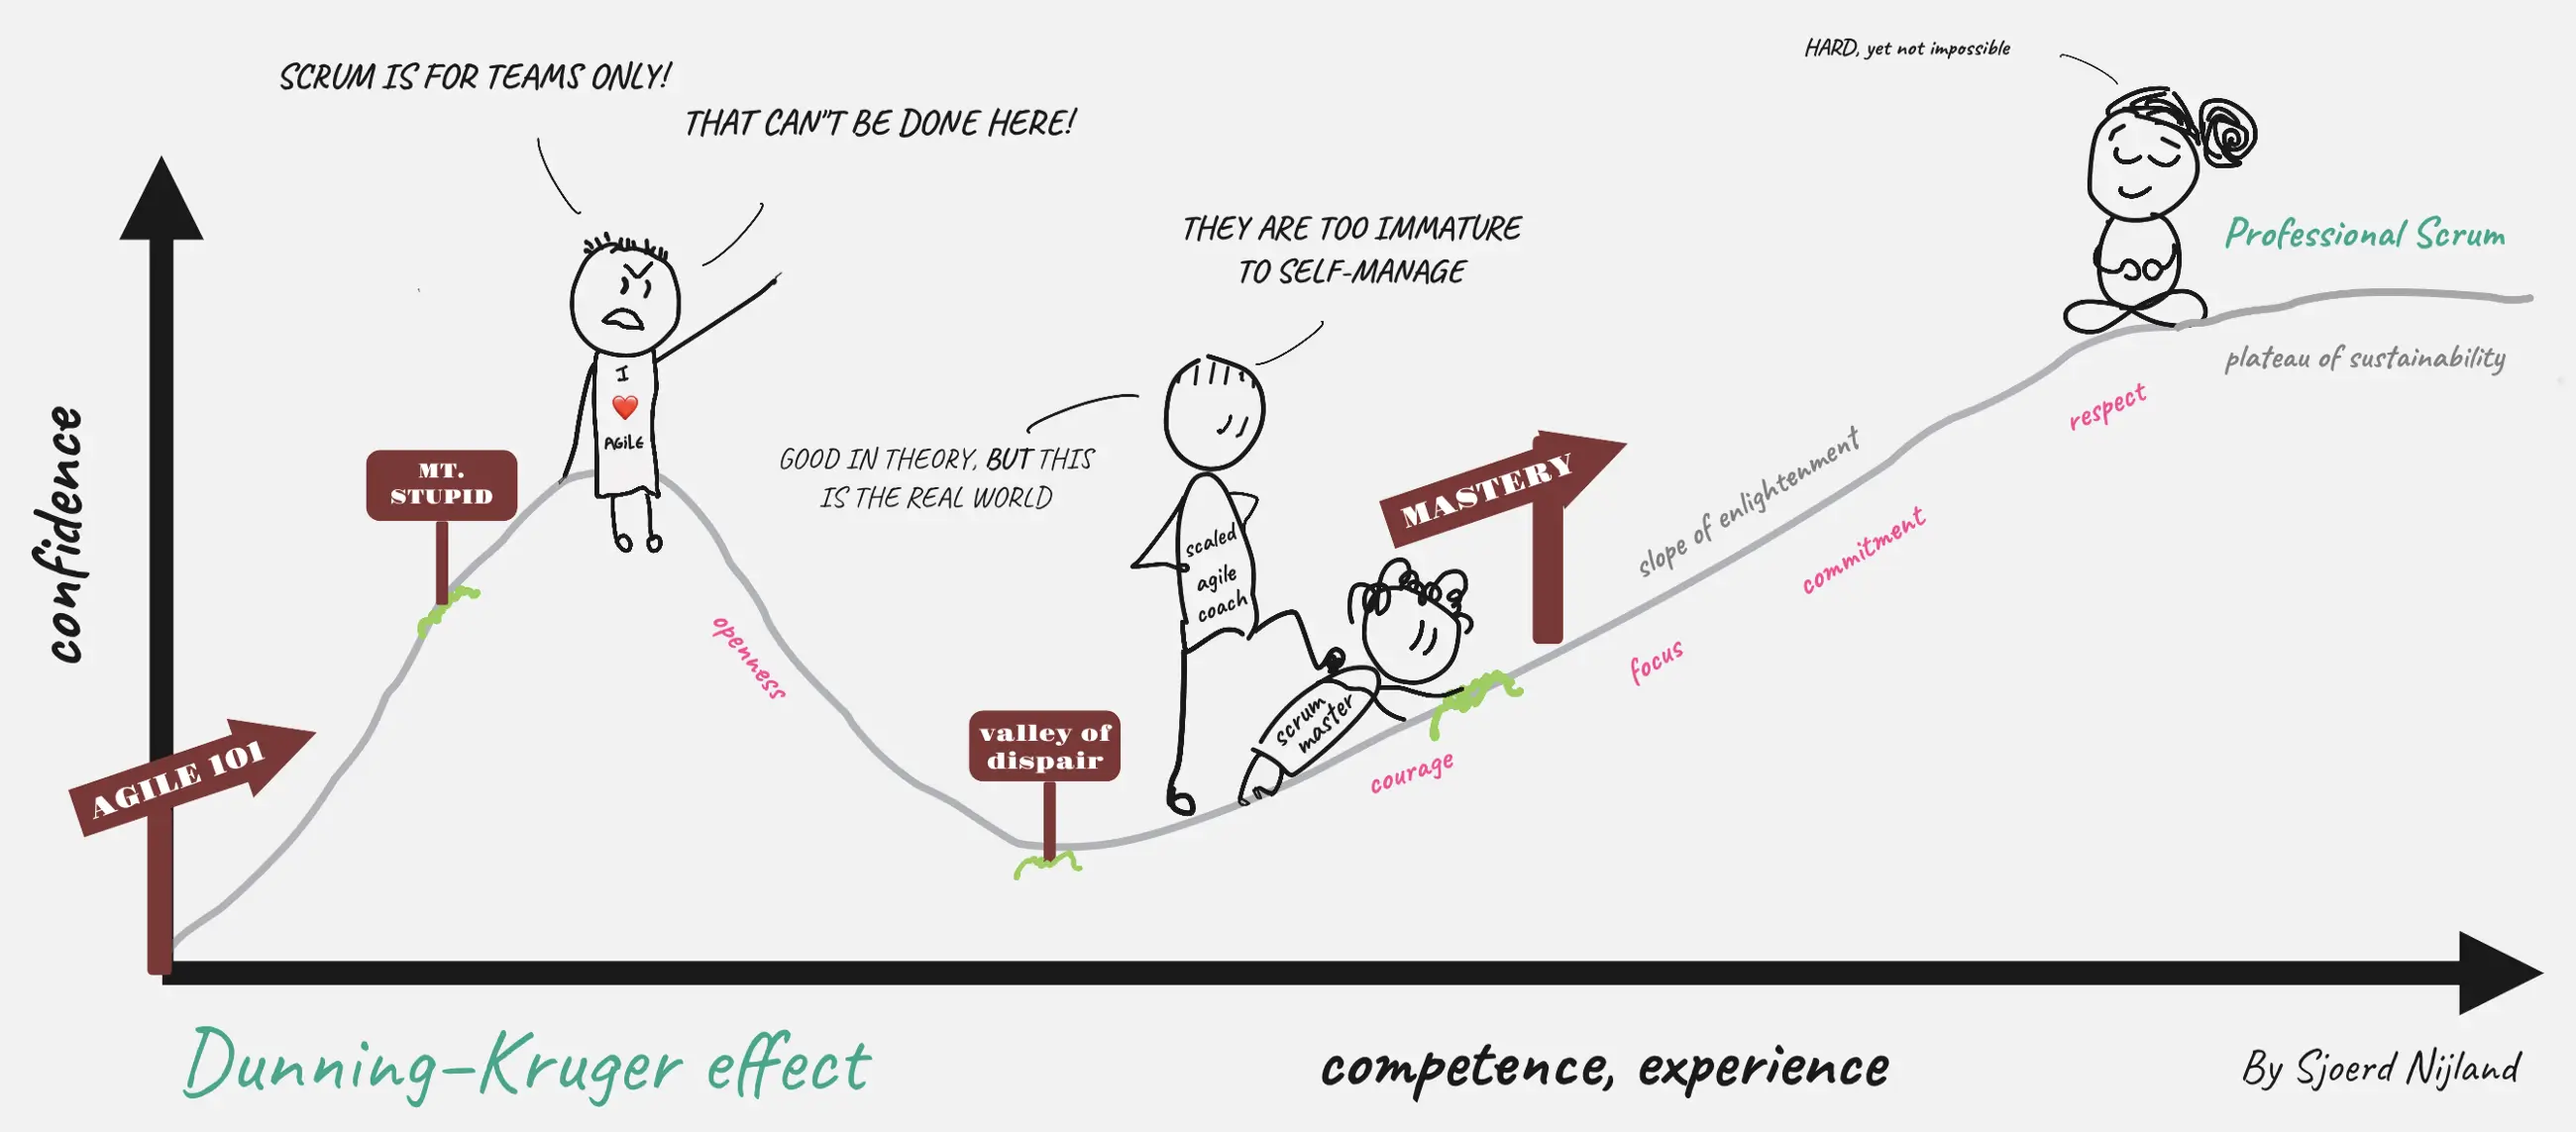 HARD, yet not impossible
SCRUM IS FOR TEAMS ONLY!
THAT CAN"T BE DONE HERE!
THEY ARE TOO IMMATURE
TO SELF-MANAGE
Professional Scrum
plateau of sustainability
I
❤️
AGiLE
respect
confidence
MT.
STUPID
GOOD IN THEORY, BUT THIS
IS THE REAL WORLD
scaled
agile
coach
MASTERY
slope of enlightenment
commitment
openness
focus
scrum
master
valley of
dispair
courage
AGILE 101
Dunning-Kruger effect
competence, experience
By Sjoerd Nijland